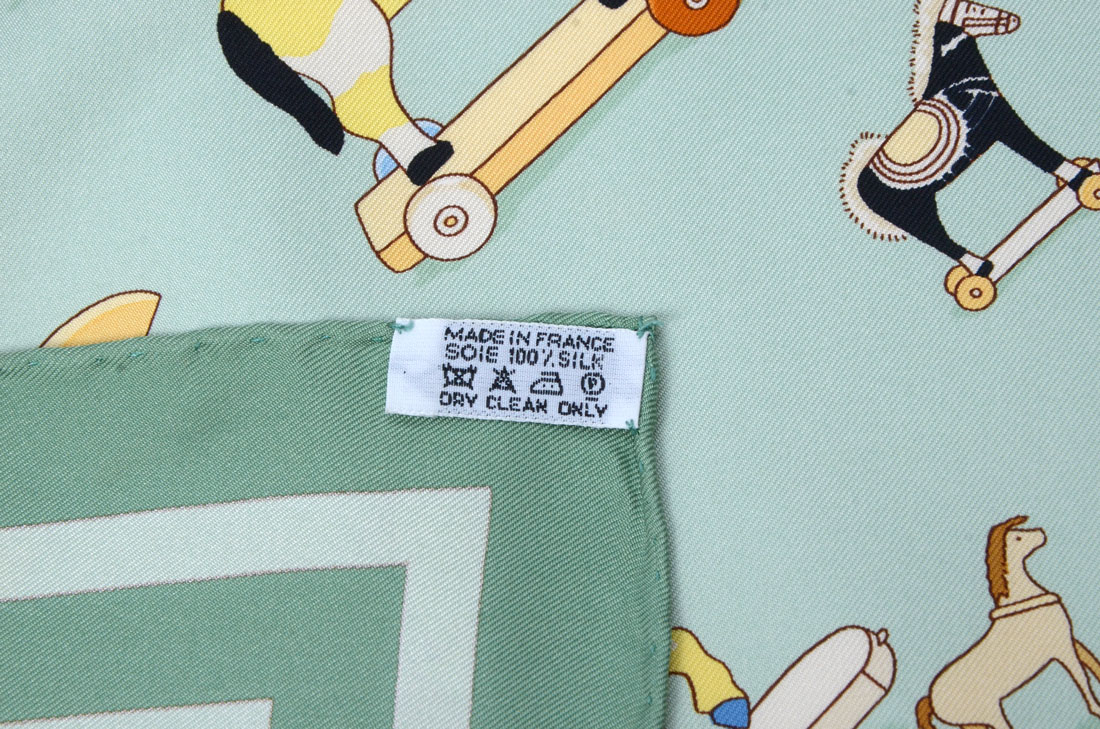 MADE IN FRANCE
SOIE 100% SILK
P
DRY CLEAN ONLY